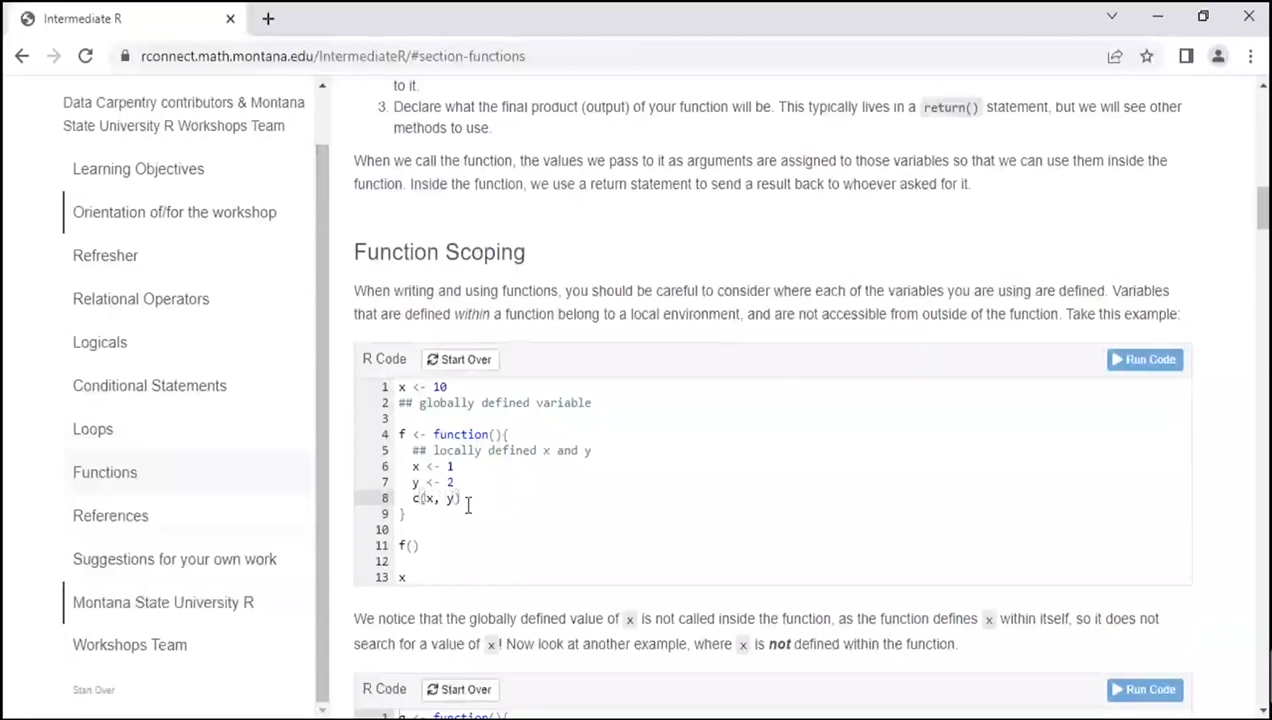 Intermediate R
rconnect.math.montana.edu/IntermediateR/#section-functions
Data Carpentry contributors & Montana
State University R Workshops Team
Learning Objectives
Orientation of/for the workshop
Refresher
Relational Operators
Logicals
Conditional Statements
Loops
Functions
References
Suggestions for your own work
Montana State University R
Workshops Team
Start Over
to it.
3. Declare what the final product (output) of your function will be. This typically lives in a return() statement, but we will see other
methods to use.
When we call the function, the values we pass to it as arguments are assigned to those variables so that we can use them inside the
function. Inside the function, we use a return statement to send a result back to whoever asked for it.
Function Scoping
When writing and using functions, you should be careful to consider where each of the variables you are using are defined. Variables
that are defined within a function belong to a local environment, and are not accessible from outside of the function. Take this example:
R Code Start Over Run Code
1 x <- 10
2 ## globally defined variable
3
4 f <- function(){
5 ## locally defined x and y
6 x <- 1
7 y <- 2
8 c(x, y)
9 }
10
11 f()
12
13 x
We notice that the globally defined value of x is not called inside the function, as the function defines x within itself, so it does not
search for a value of x! Now look at another example, where x is not defined within the function.
R Code Start Over Run Code
1 g <- function(){